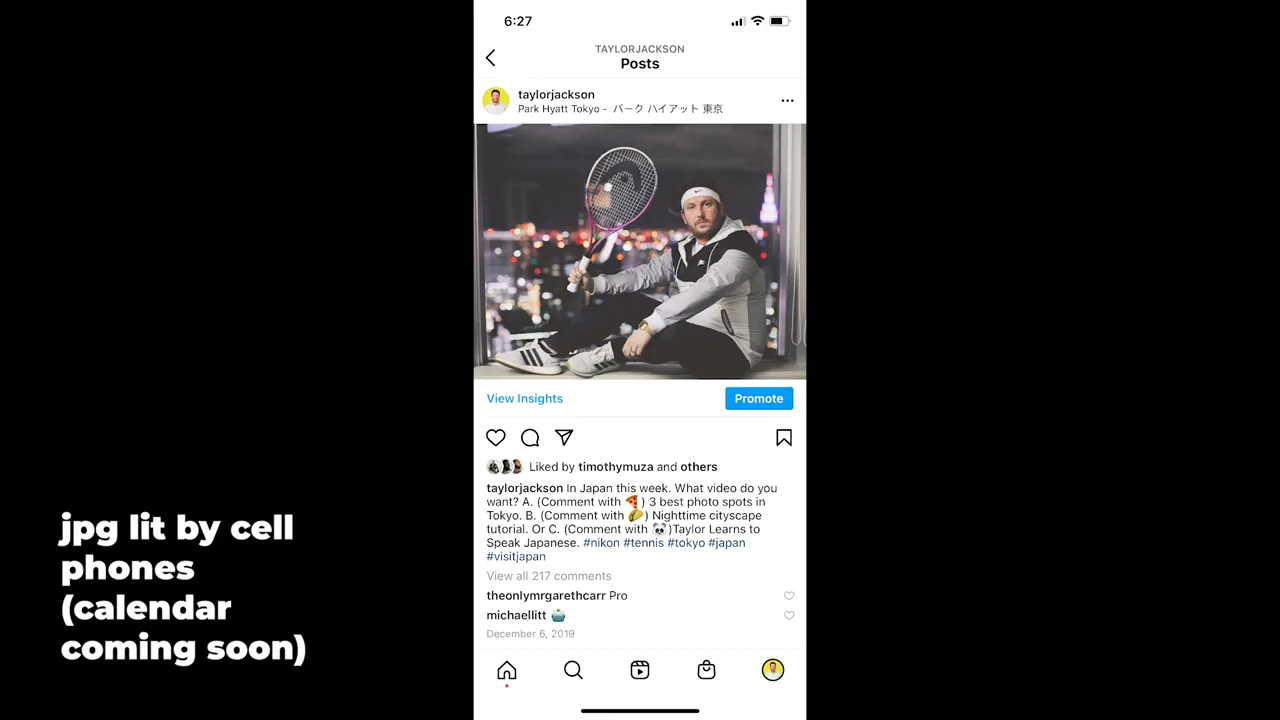 6:27
TAYLORJACKSON
Posts
taylorjackson
Park Hyatt Tokyo - パーク ハイアット 東京
View Insights
Promote
Liked by timothymuza and others
taylorjackson In Japan this week. What video do you
want? A. (Comment with 🍕) 3 best photo spots in
Tokyo. B. (Comment with 🌮) Nighttime cityscape
tutorial. Or C. (Comment with 🐼)Taylor Learns to
Speak Japanese. #nikon #tennis #tokyo #japan
#visitjapan
View all 217 comments
theonlymrgarethcarr Pro
michaellitt 🤖
December 6, 2019
jpg lit by cell
phones
(calendar
coming soon)